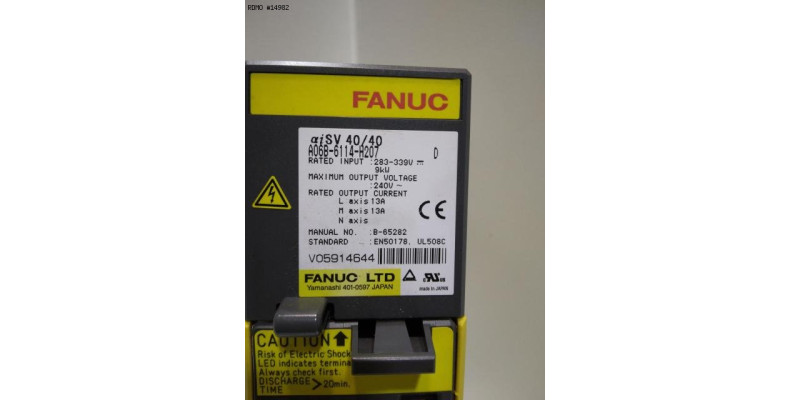 RDMO #14982
FANUC
αiSV 40/40
A06B-6114-H207 D
RATED INPUT :283-339V ⎓
9kW
MAXIMUM OUTPUT VOLTAGE
:240V ~
RATED OUTPUT CURRENT
L axis 13A
M axis 13A
N axis
CE
MANUAL NO. :B-65282
STANDARD .:EN50178, UL508C
V05914644
FANUC LTD
Yamanashi 401-0597 JAPAN
made in JAPAN
CAUTION
Risk of Electric Shock
LED indicates
Always check first.
DISCHARGE
TIME >20min.